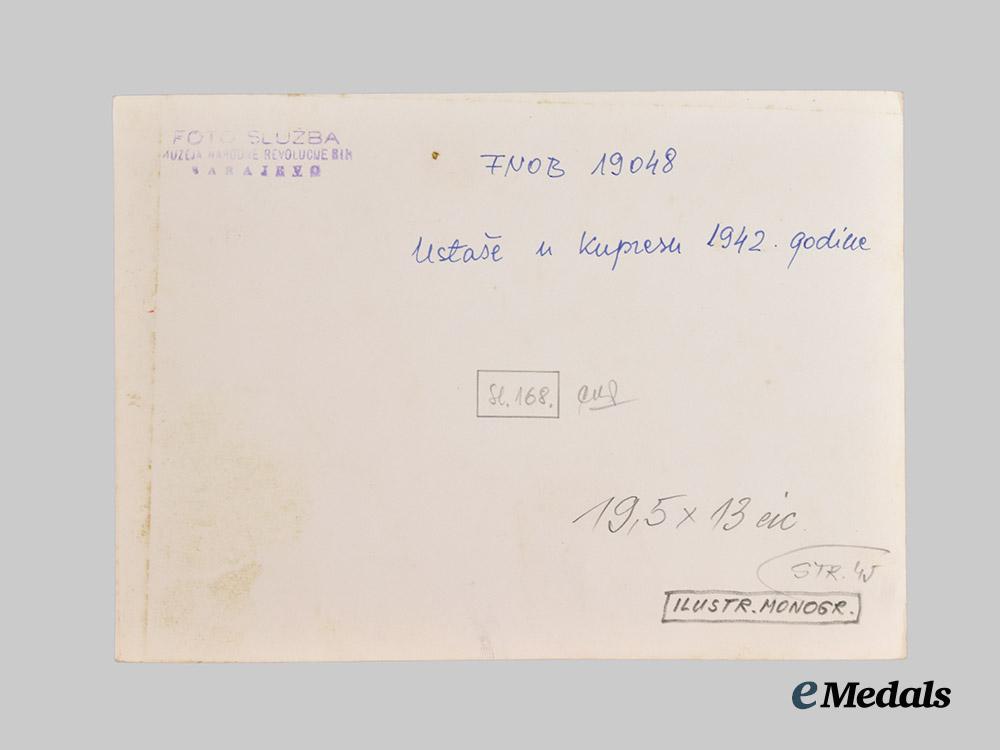 FOTO SLUŽBA
MUZEJA NARODNE REVOLUCIJE BIH
SARAJEVO
FNOB 19048
Ustaše u Kupresu 1942. godine
Sl. 168.
19,5 x 13 cic
STR. 45
ILUSTR. MONOGR.
eMedals